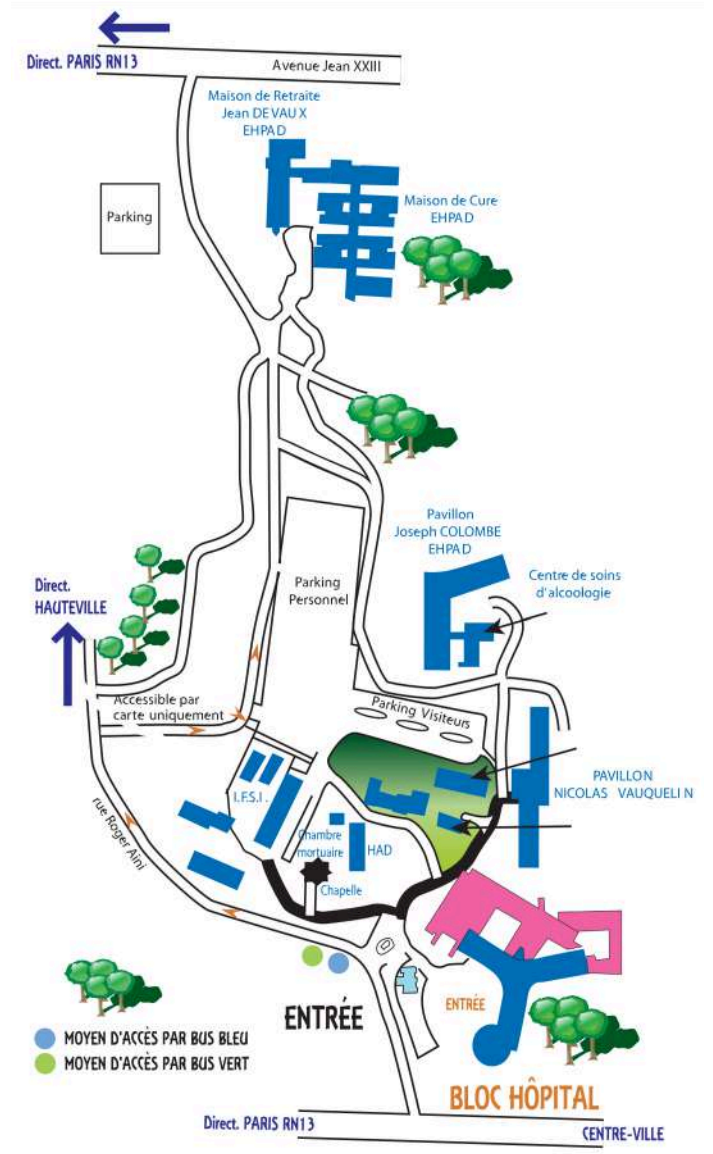 Direct. PARIS RN13
Avenue Jean XXIII
Maison de Retraite
Jean DEVAUX
EHPAD
Parking
Maison de Cure
EHPAD
Pavillon
Joseph COLOMBE
EHPAD
Centre de soins
d'alcoologie
Direct.
HAUTEVILLE
Parking
Personnel
Accessible par
carte uniquement
Parking Visiteurs
PAVILLON
NICOLAS VAUQUELIN
I.F.S.I.
rue Roger Aini
Chambre
mortuaire
HAD
Chapelle
ENTRÉE
ENTRÉE
MOYEN D'ACCÈS PAR BUS BLEU
MOYEN D'ACCÈS PAR BUS VERT
BLOC HÔPITAL
Direct. PARIS RN13
CENTRE-VILLE